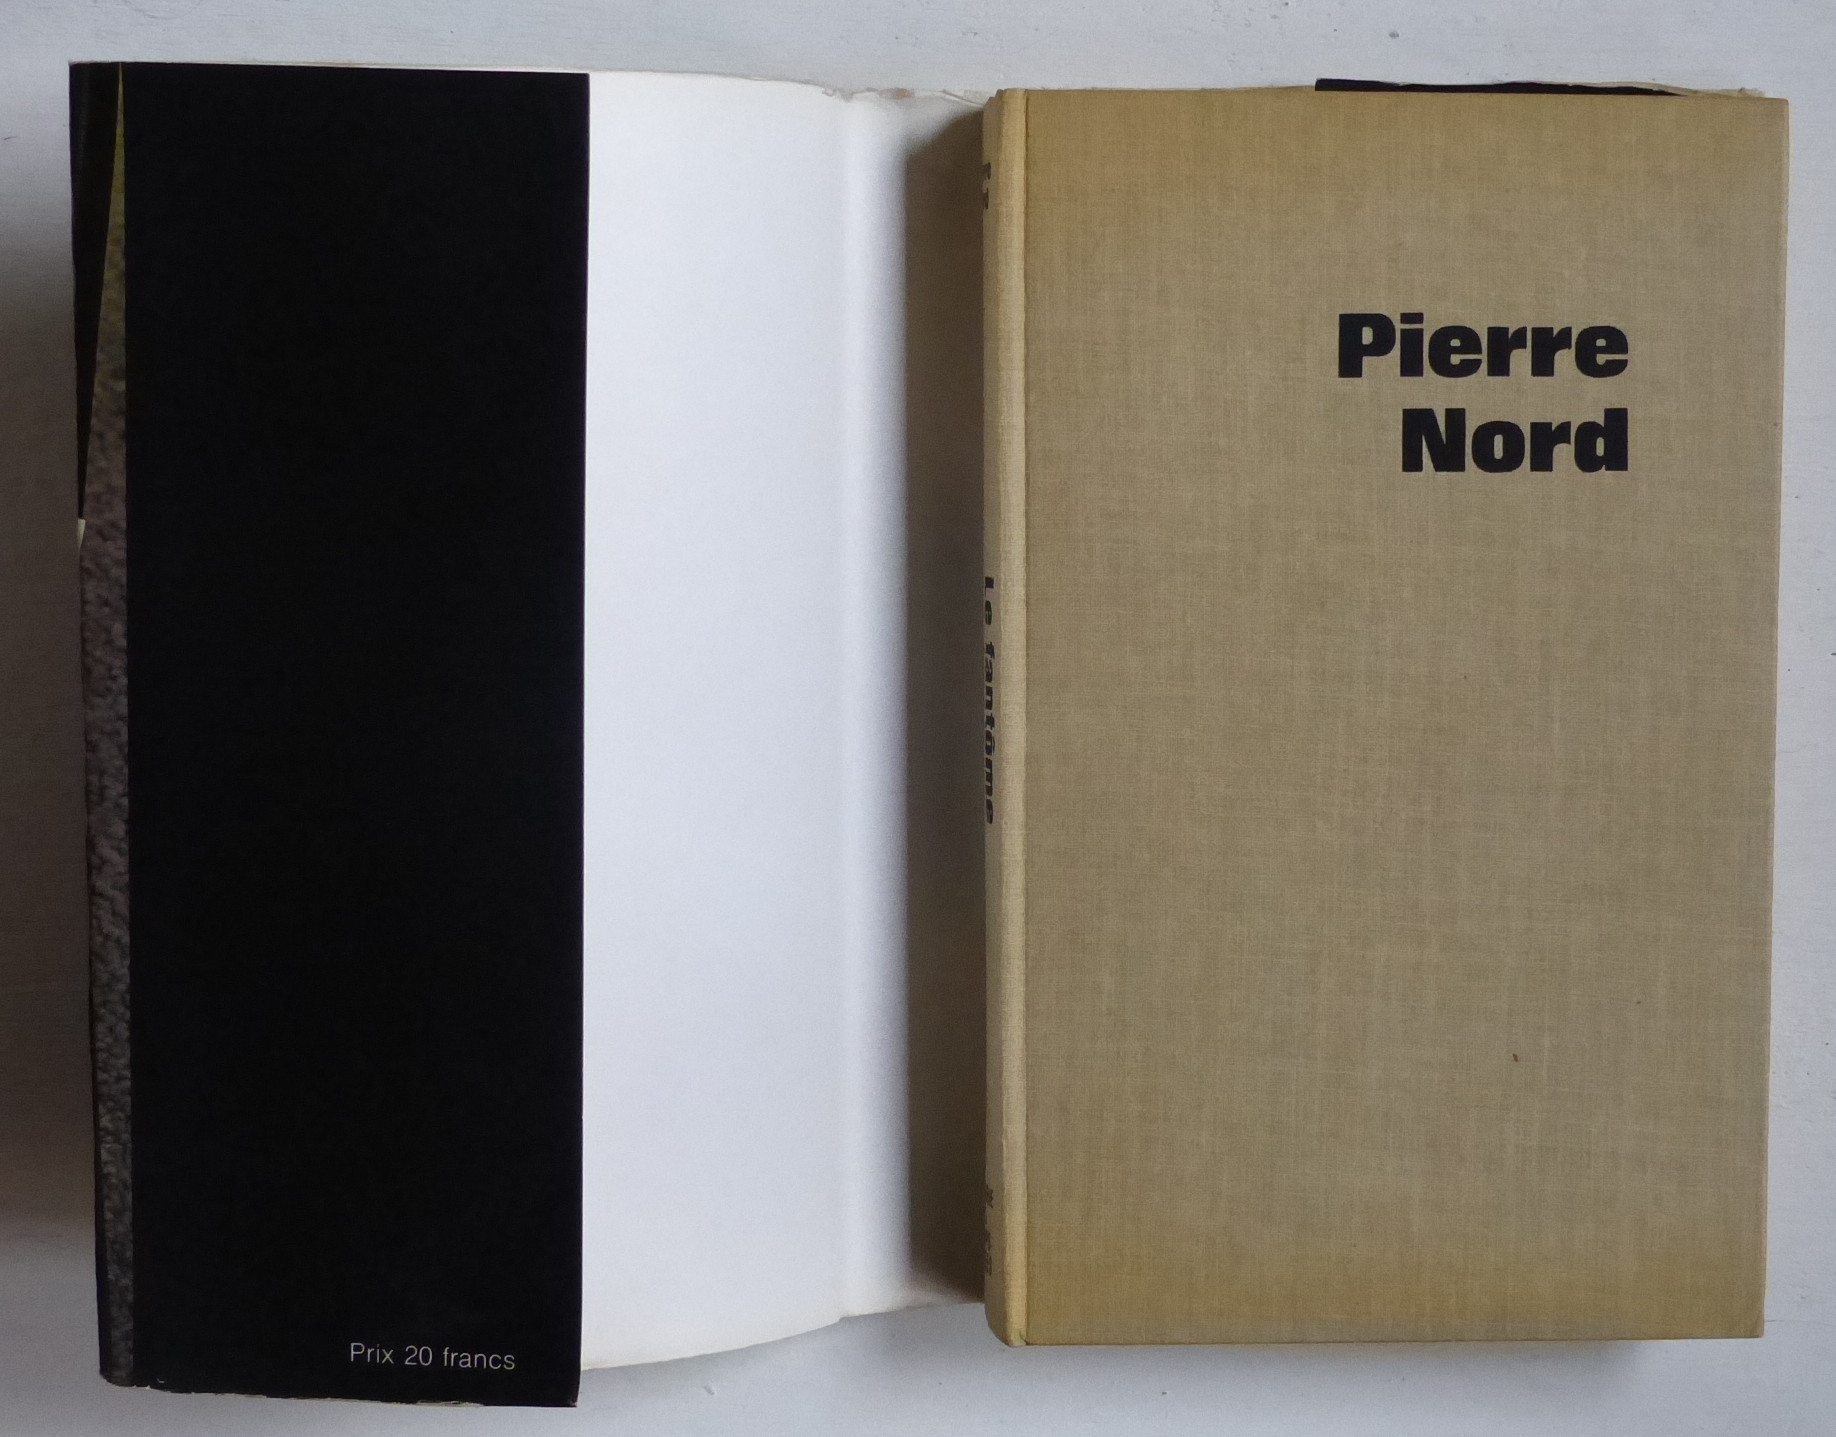 Prix 20 francs
Pierre
Nord
Le fantôme